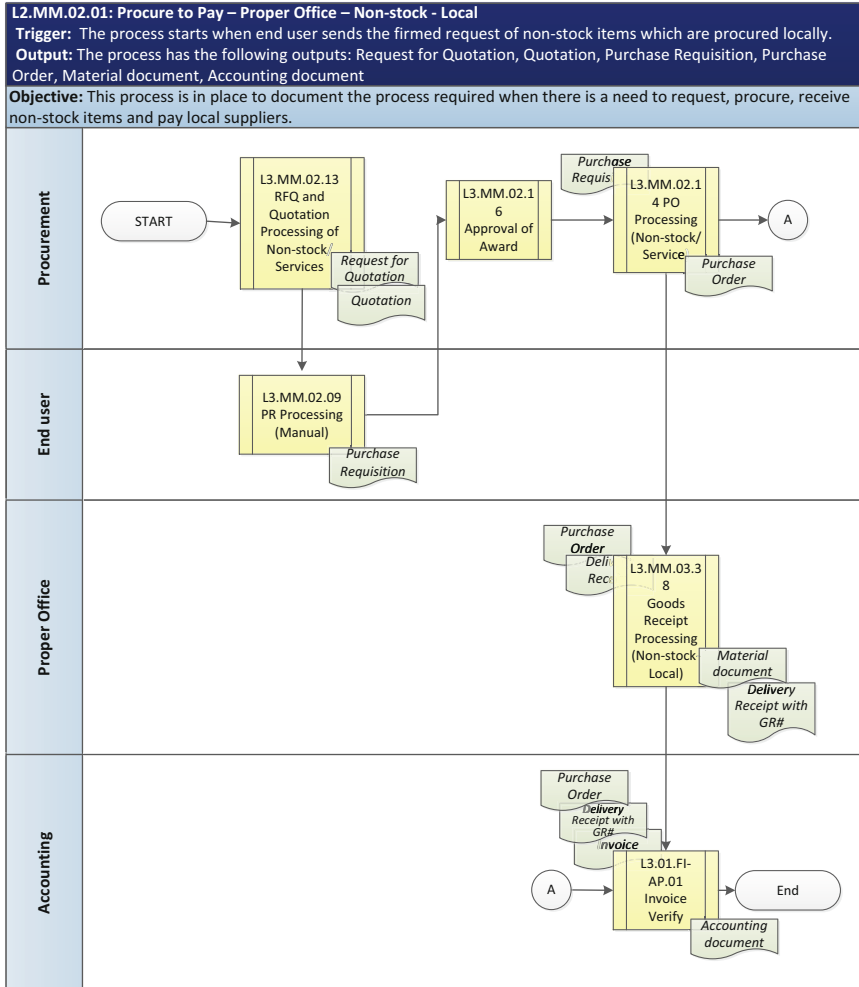 L2.MM.02.01: Procure to Pay – Proper Office – Non-stock - Local
Trigger: The process starts when end user sends the firmed request of non-stock items which are procured locally.
Output: The process has the following outputs: Request for Quotation, Quotation, Purchase Requisition, Purchase
Order, Material document, Accounting document
Objective: This process is in place to document the process required when there is a need to request, procure, receive
non-stock items and pay local suppliers.
Procurement
START
L3.MM.02.13
RFQ and
Quotation
Processing of
Non-stock/
Services
Request for
Quotation
Quotation
L3.MM.02.1
6
Approval of
Award
Purchase
Requis
L3.MM.02.1
4 PO
Processing
(Non-stock/
Service
Purchase
Order
A
End user
L3.MM.02.09
PR Processing
(Manual)
Purchase
Requisition
Proper Office
Purchase
Order
Deli
Rec
L3.MM.03.3
8
Goods
Receipt
Processing
(Non-stock-
Local)
Material
document
Delivery
Receipt with
GR#
Accounting
Purchase
Order
Delivery
Receipt with
GR#
Invoice
A
L3.01.FI-
AP.01
Invoice
Verify
End
Accounting
document